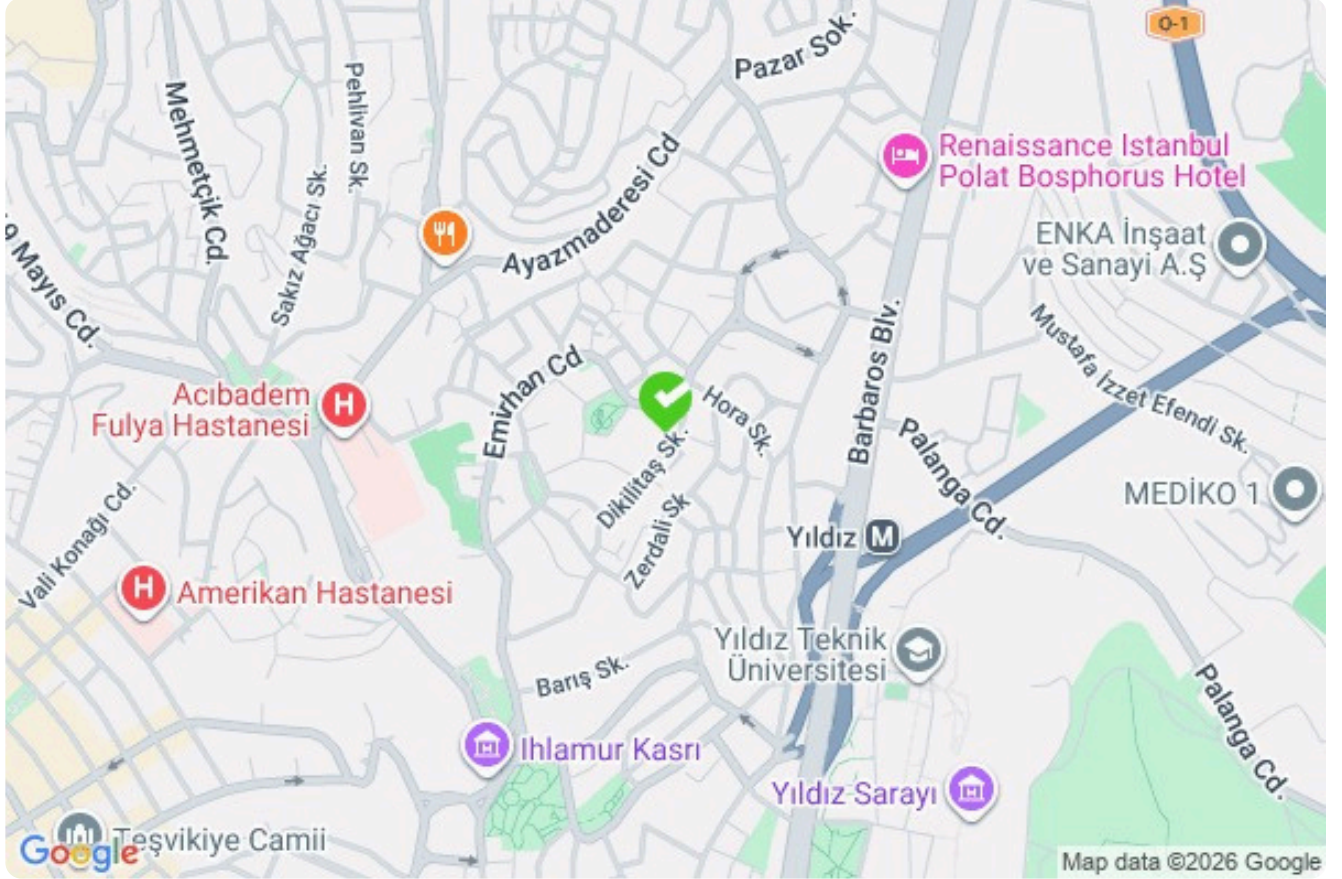 O-1
Pazar Sok.
Pehlivan Sk.
Mehmetçik Cd.
Renaissance Istanbul
Polat Bosphorus Hotel
Sakız Ağacı Sk.
Ayazmaderesi Cd
ENKA İnşaat
ve Sanayi A.Ş
Mayıs Cd.
Barbaros Blv.
Mustafa İzzet Efendi Sk.
Emirhan Cd
Acıbadem
Fulya Hastanesi
H
Hora Sk.
Palanga Cd.
Dikilitaş Sk.
MEDİKO 1
Vali Konağı Cd.
Zerdali Sk
Yıldız M
H
Amerikan Hastanesi
Yıldız Teknik
Üniversitesi
Barış Sk.
Palanga Cd.
Ihlamur Kasrı
Yıldız Sarayı
Teşvikiye Camii
Google
Map data ©2026 Google